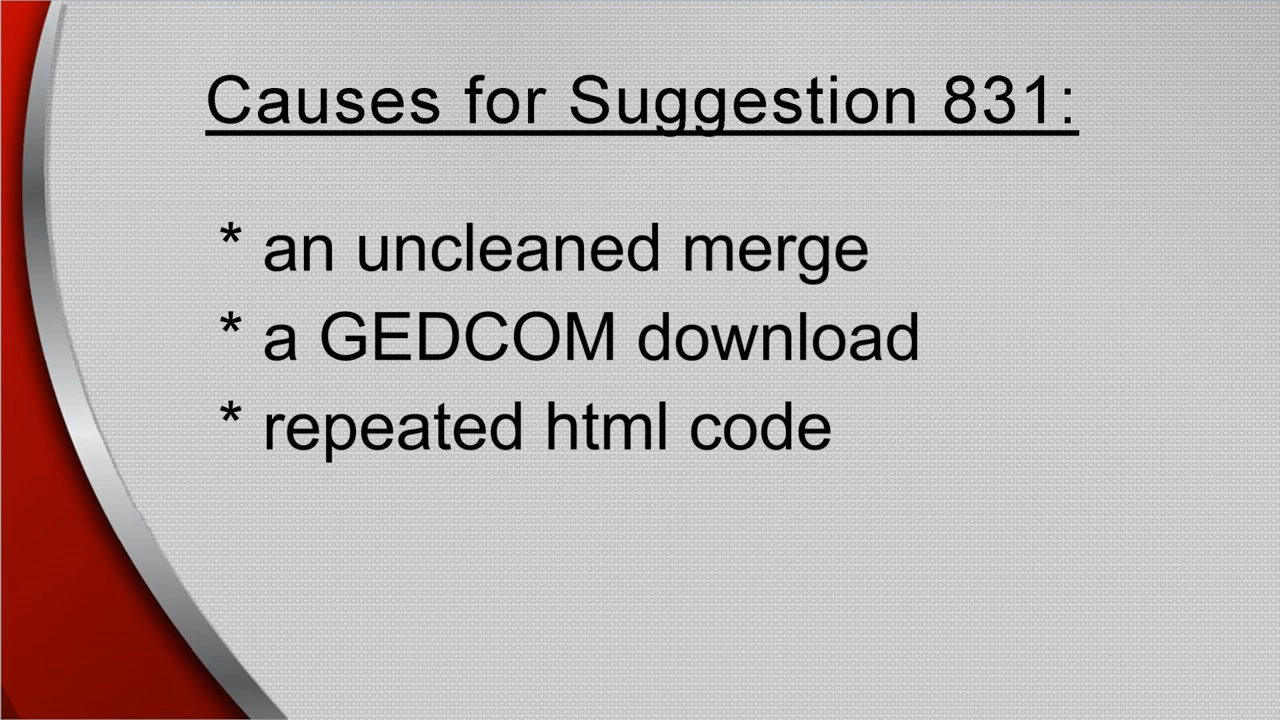 Causes for Suggestion 831:
* an uncleaned merge
* a GEDCOM download
* repeated html code